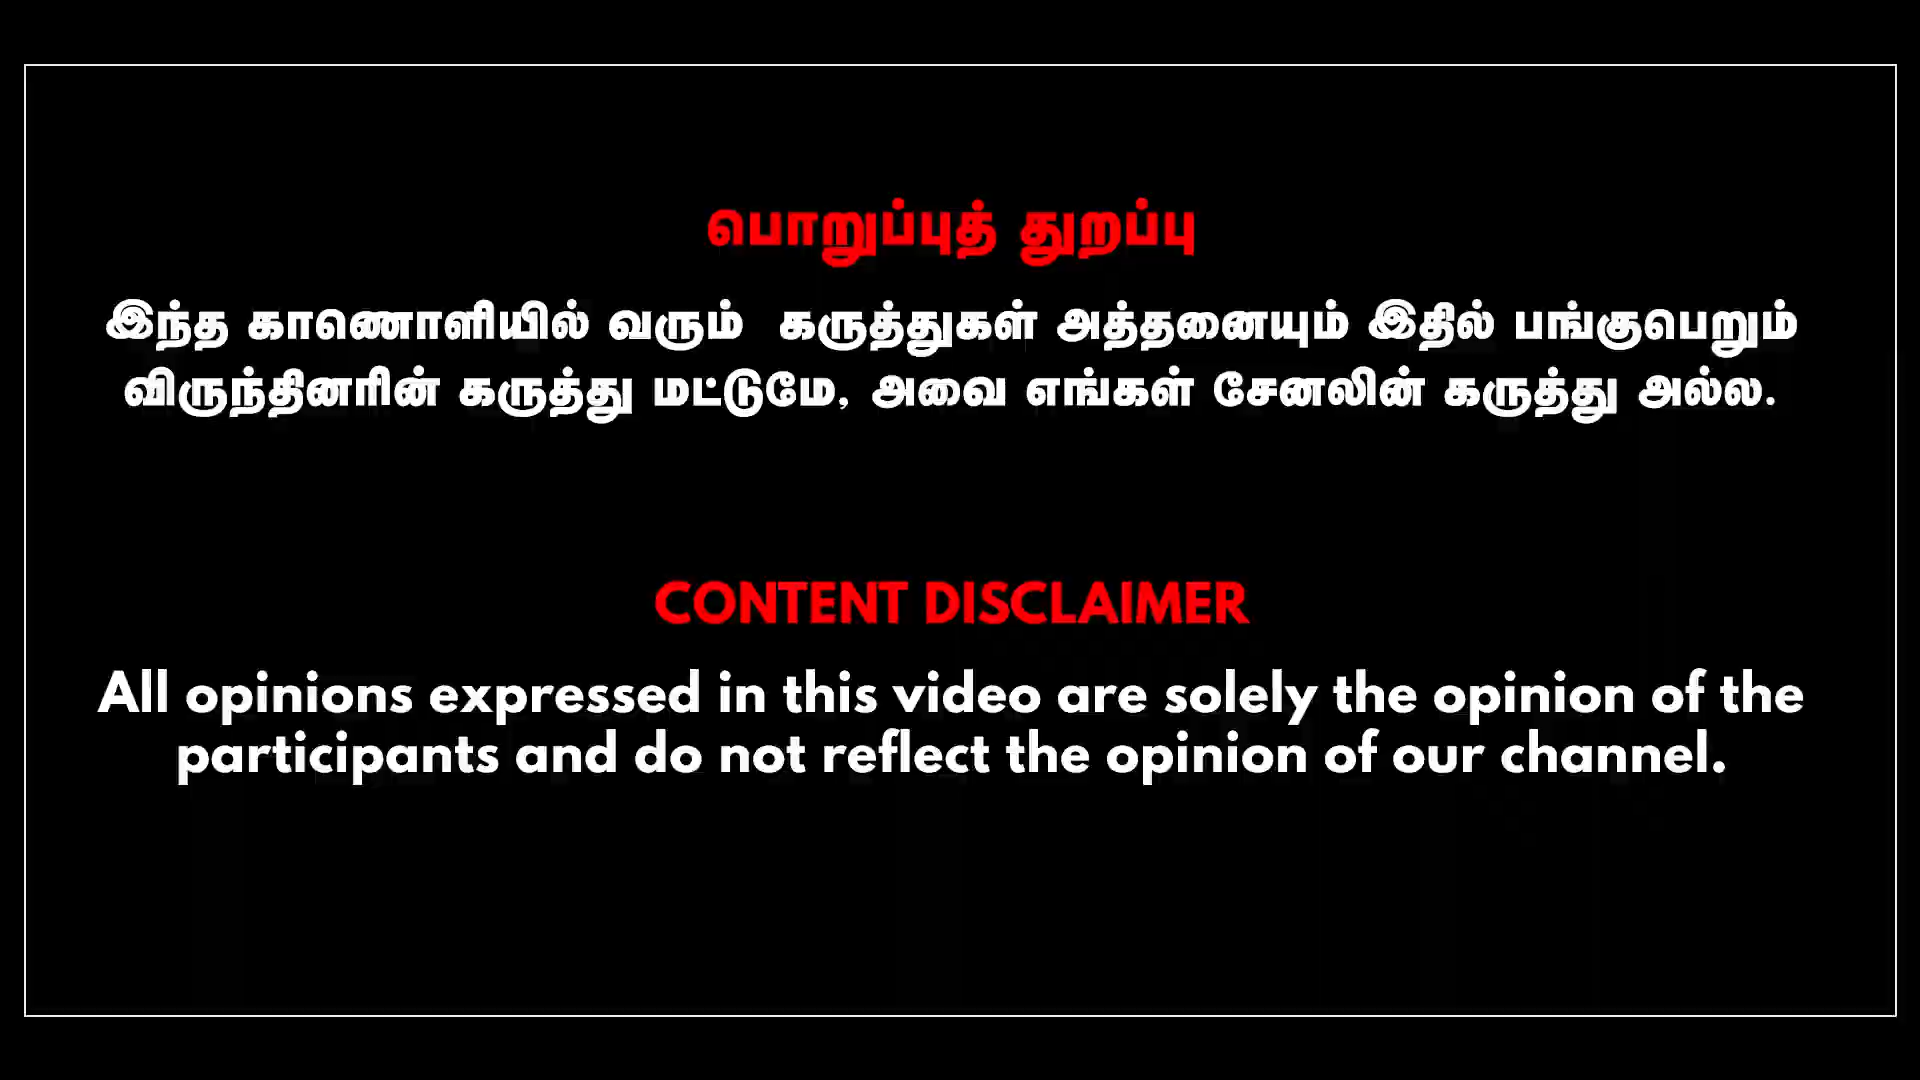 பொறுப்புத் துறப்பு
இந்த காணொளியில் வரும் கருத்துகள் அத்தனையும் இதில் பங்குபெறும்
விருந்தினரின் கருத்து மட்டுமே, அவை எங்கள் சேனலின் கருத்து அல்ல.
CONTENT DISCLAIMER
All opinions expressed in this video are solely the opinion of the
participants and do not reflect the opinion of our channel.